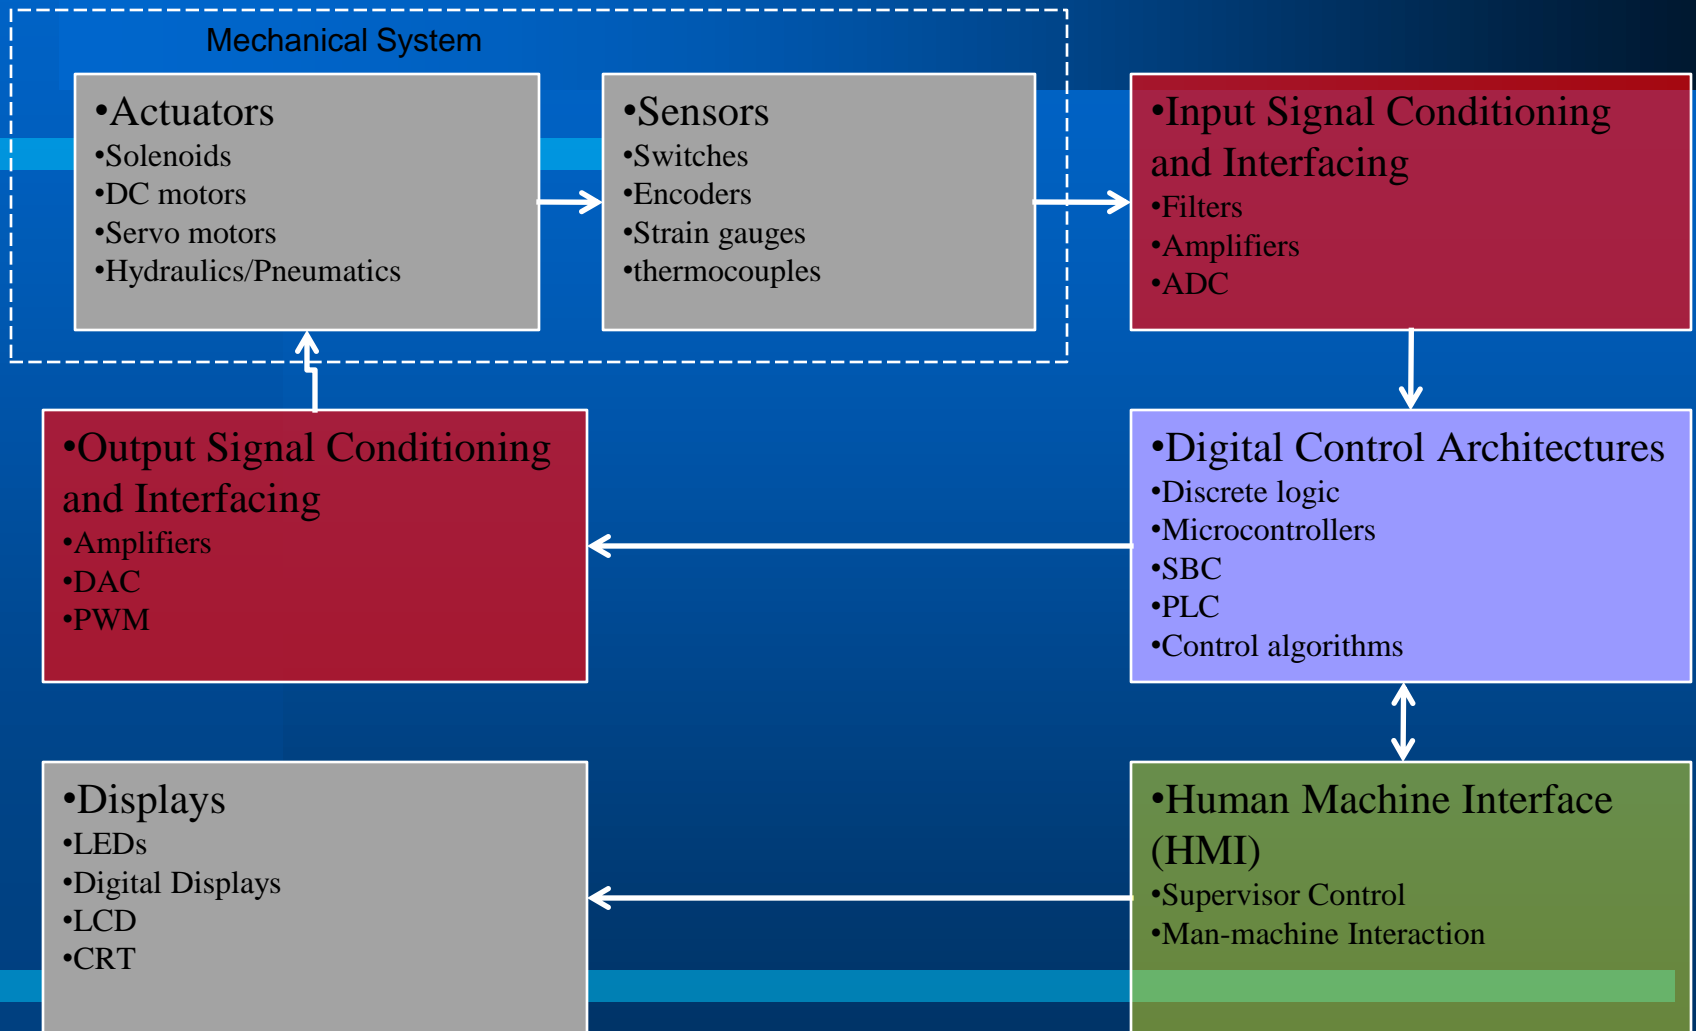 Mechanical System
•Actuators
•Solenoids
•DC motors
•Servo motors
•Hydraulics/Pneumatics
•Sensors
•Switches
•Encoders
•Strain gauges
•thermocouples
•Input Signal Conditioning
and Interfacing
•Filters
•Amplifiers
•ADC
•Output Signal Conditioning
and Interfacing
•Amplifiers
•DAC
•PWM
•Digital Control Architectures
•Discrete logic
•Microcontrollers
•SBC
•PLC
•Control algorithms
•Displays
•LEDs
•Digital Displays
•LCD
•CRT
•Human Machine Interface
(HMI)
•Supervisor Control
•Man-machine Interaction